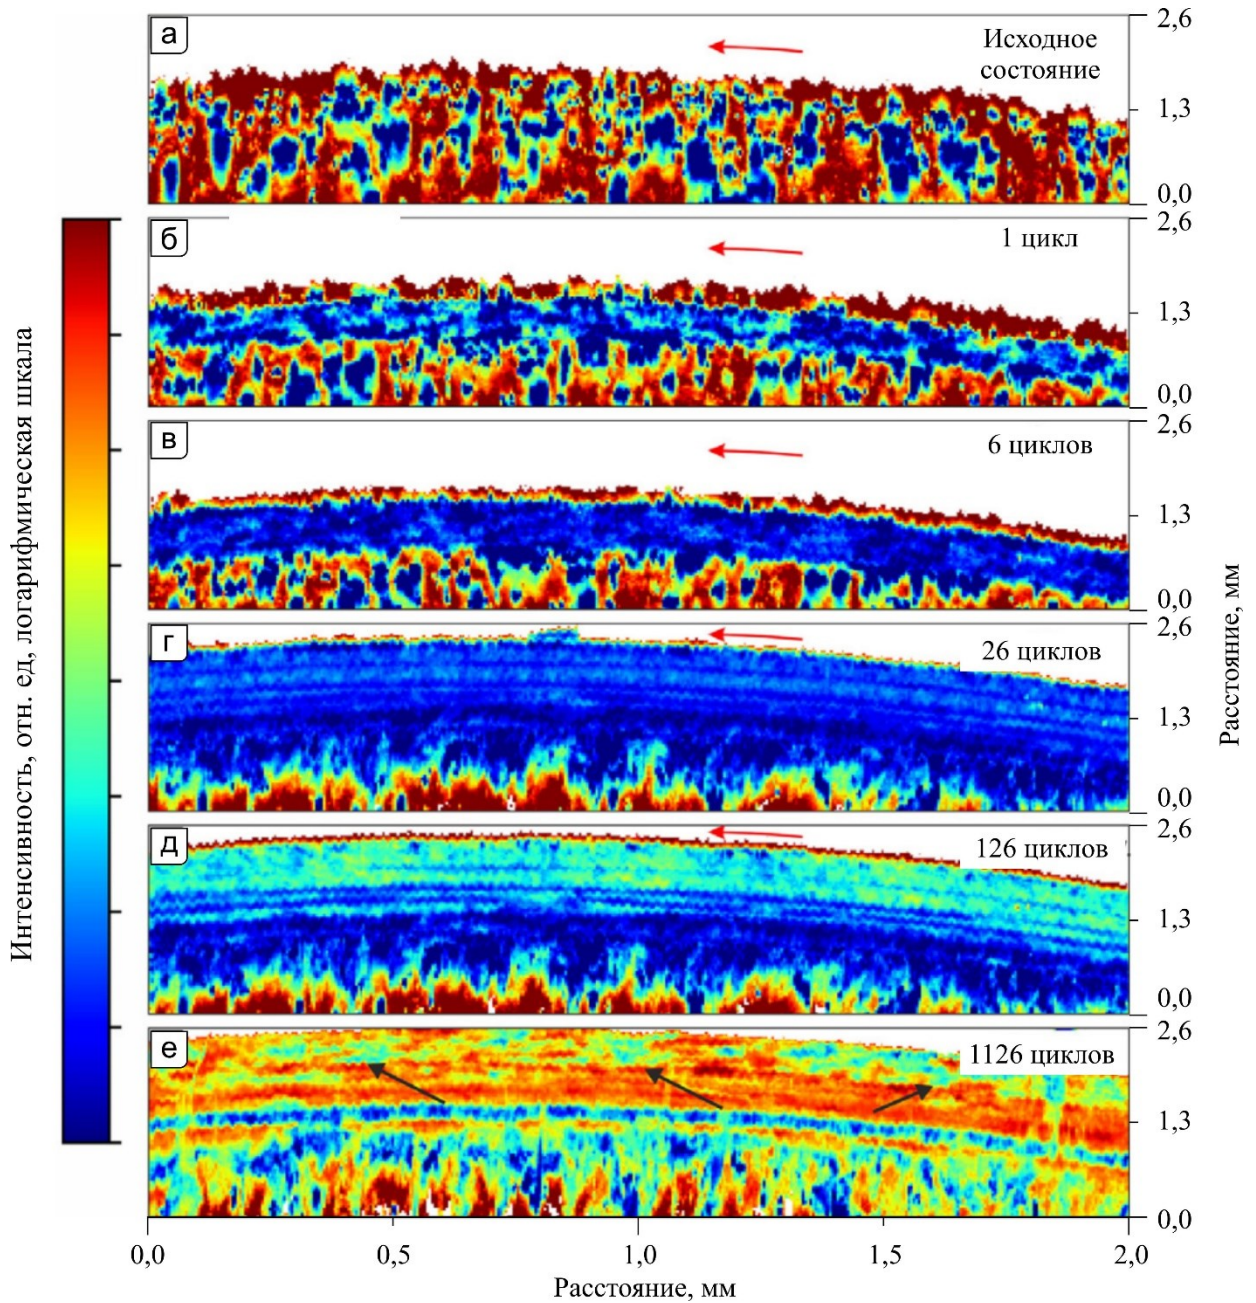 а
Исходное
состояние
2,6
1,3
0,0
б
1 цикл
2,6
1,3
0,0
в
6 циклов
2,6
1,3
0,0
г
26 циклов
2,6
1,3
0,0
д
126 циклов
2,6
1,3
0,0
е
1126 циклов
2,6
1,3
0,0
Интенсивность, отн. ед, логарифмическая шкала
Расстояние, мм
0,0 0,5 1,0 1,5 2,0
Расстояние, мм